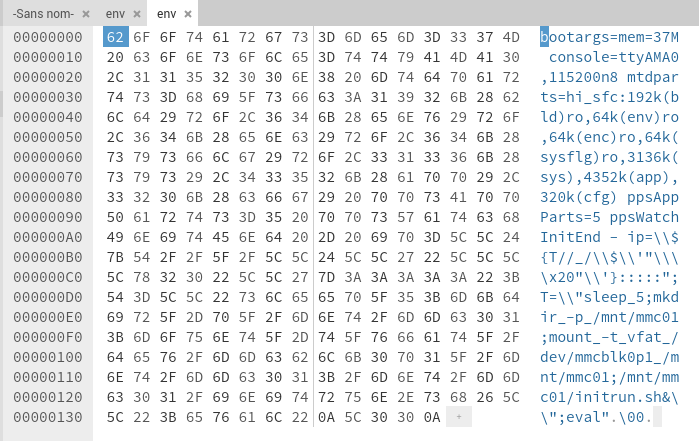 -Sans nom- × env × env ×
00000000 62 6F 6F 74 61 72 67 73 3D 6D 65 6D 3D 33 37 4D bootargs=mem=37M
00000010 20 63 6F 6E 73 6F 6C 65 3D 74 74 79 41 4D 41 30  console=ttyAMA0
00000020 2C 31 31 35 32 30 30 6E 38 20 6D 74 64 70 61 72 ,115200n8 mtdpar
00000030 74 73 3D 68 69 5F 73 66 63 3A 31 39 32 6B 28 62 ts=hi_sfc:192k(b
00000040 6C 64 29 72 6F 2C 36 34 6B 28 65 6E 76 29 72 6F ld)ro,64k(env)ro
00000050 2C 36 34 6B 28 65 6E 63 29 72 6F 2C 36 34 6B 28 ,64k(enc)ro,64k(
00000060 73 79 73 66 6C 67 29 72 6F 2C 33 31 33 36 6B 28 sysflg)ro,3136k(
00000070 73 79 73 29 2C 34 33 35 32 6B 28 61 70 70 29 2C sys),4352k(app),
00000080 33 32 30 6B 28 63 66 67 29 20 70 70 73 41 70 70 320k(cfg) ppsApp
00000090 50 61 72 74 73 3D 35 20 70 70 73 57 61 74 63 68 Parts=5 ppsWatch
000000A0 49 6E 69 74 45 6E 64 20 2D 20 69 70 3D 5C 5C 24 InitEnd - ip=\\$
000000B0 7B 54 2F 2F 5F 2F 5C 5C 24 5C 5C 27 22 5C 5C 5C {T//_/\\$\\'"\\\
000000C0 5C 78 32 30 22 5C 5C 27 7D 3A 3A 3A 3A 3A 22 3B \x20"\\'}:::::";
000000D0 54 3D 5C 5C 22 73 6C 65 65 70 5F 35 3B 6D 6B 64 T=\\"sleep_5;mkd
000000E0 69 72 5F 2D 70 5F 2F 6D 6E 74 2F 6D 6D 63 30 31 ir_-p_/mnt/mmc01
000000F0 3B 6D 6F 75 6E 74 5F 2D 74 5F 76 66 61 74 5F 2F ;mount_-t_vfat_/
00000100 64 65 76 2F 6D 6D 63 62 6C 6B 30 70 31 5F 2F 6D dev/mmcblk0p1_/m
00000110 6E 74 2F 6D 6D 63 30 31 3B 2F 6D 6E 74 2F 6D 6D nt/mmc01;/mnt/mm
00000120 63 30 31 2F 69 6E 69 74 72 75 6E 2E 73 68 26 5C c01/initrun.sh&\
00000130 5C 22 3B 65 76 61 6C 22 0A 5C 30 30 0A + \";eval".\00.